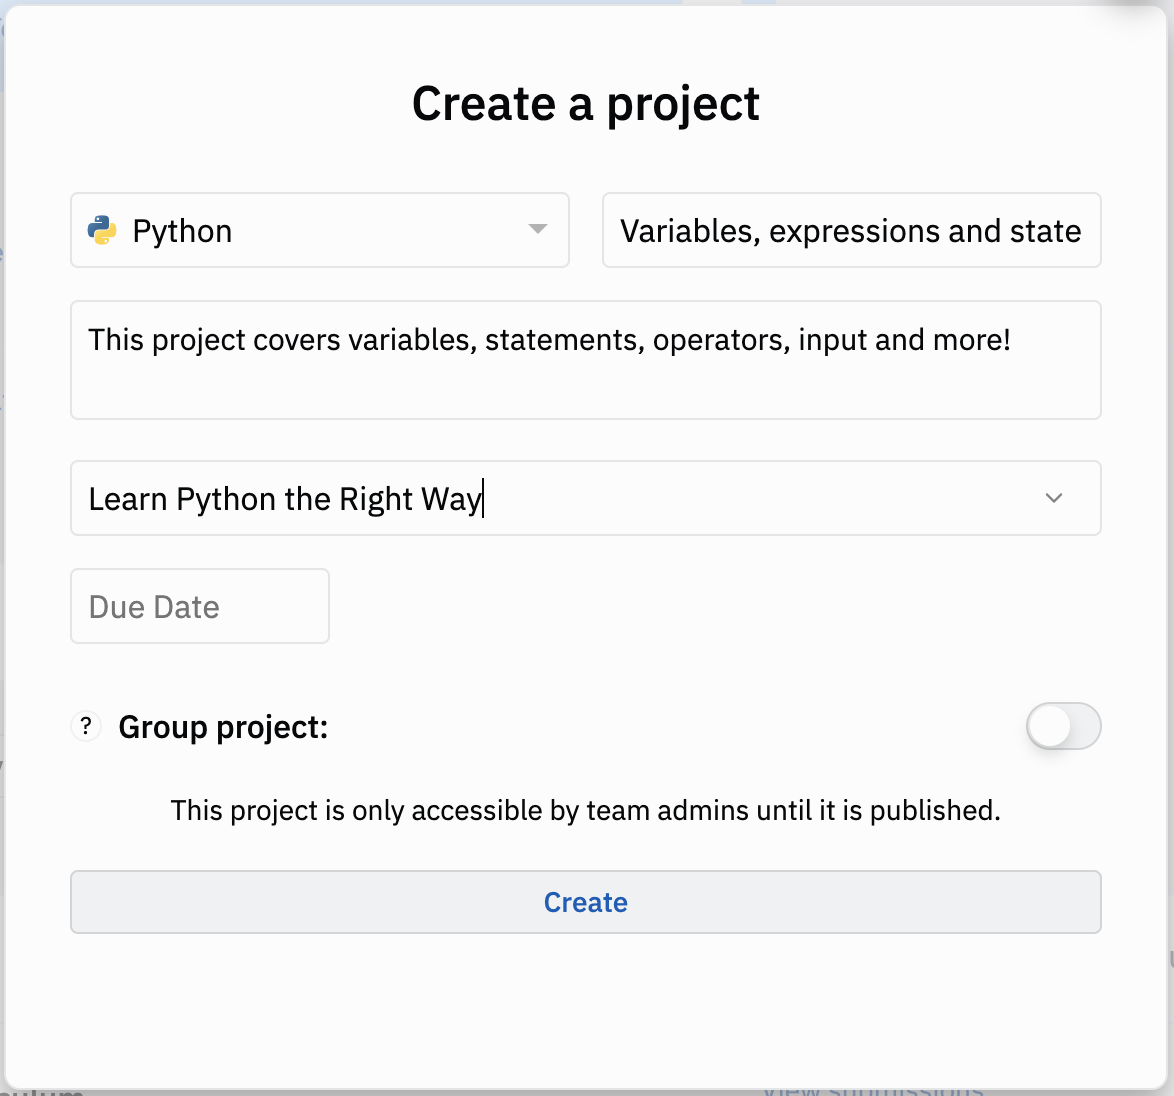 Create a project
Python
Variables, expressions and state
This project covers variables, statements, operators, input and more!
Learn Python the Right Way
Due Date
? Group project:
This project is only accessible by team admins until it is published.
Create